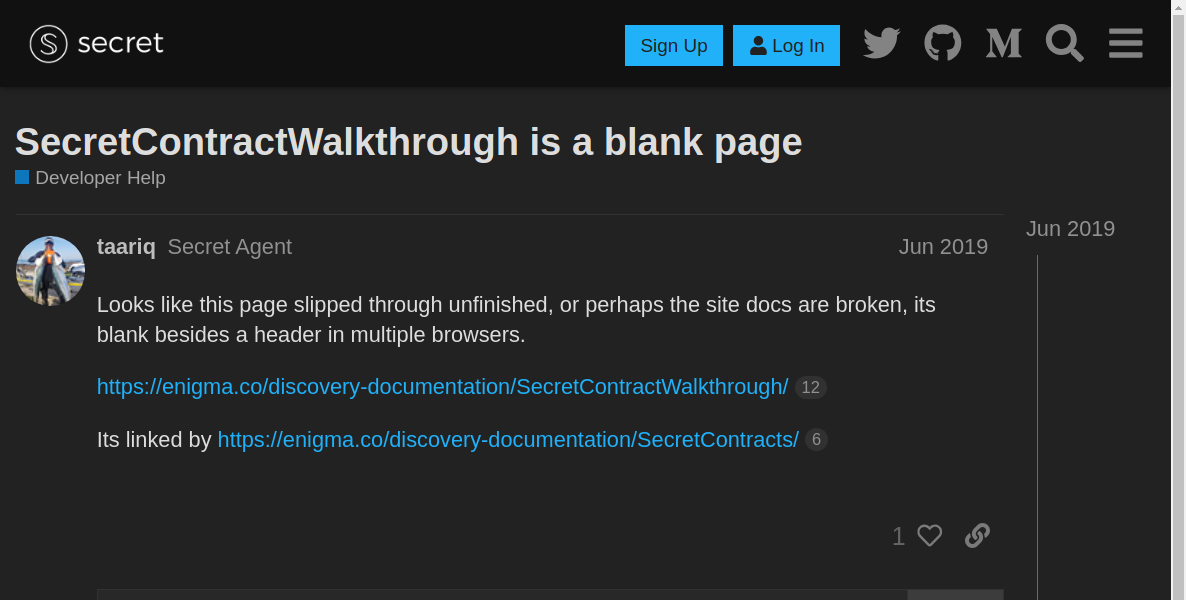 secret
Sign Up
Log In
SecretContractWalkthrough is a blank page
Developer Help
taariq Secret Agent
Jun 2019
Jun 2019
Looks like this page slipped through unfinished, or perhaps the site docs are broken, its
blank besides a header in multiple browsers.
https://enigma.co/discovery-documentation/SecretContractWalkthrough/ 12
Its linked by https://enigma.co/discovery-documentation/SecretContracts/ 6
1